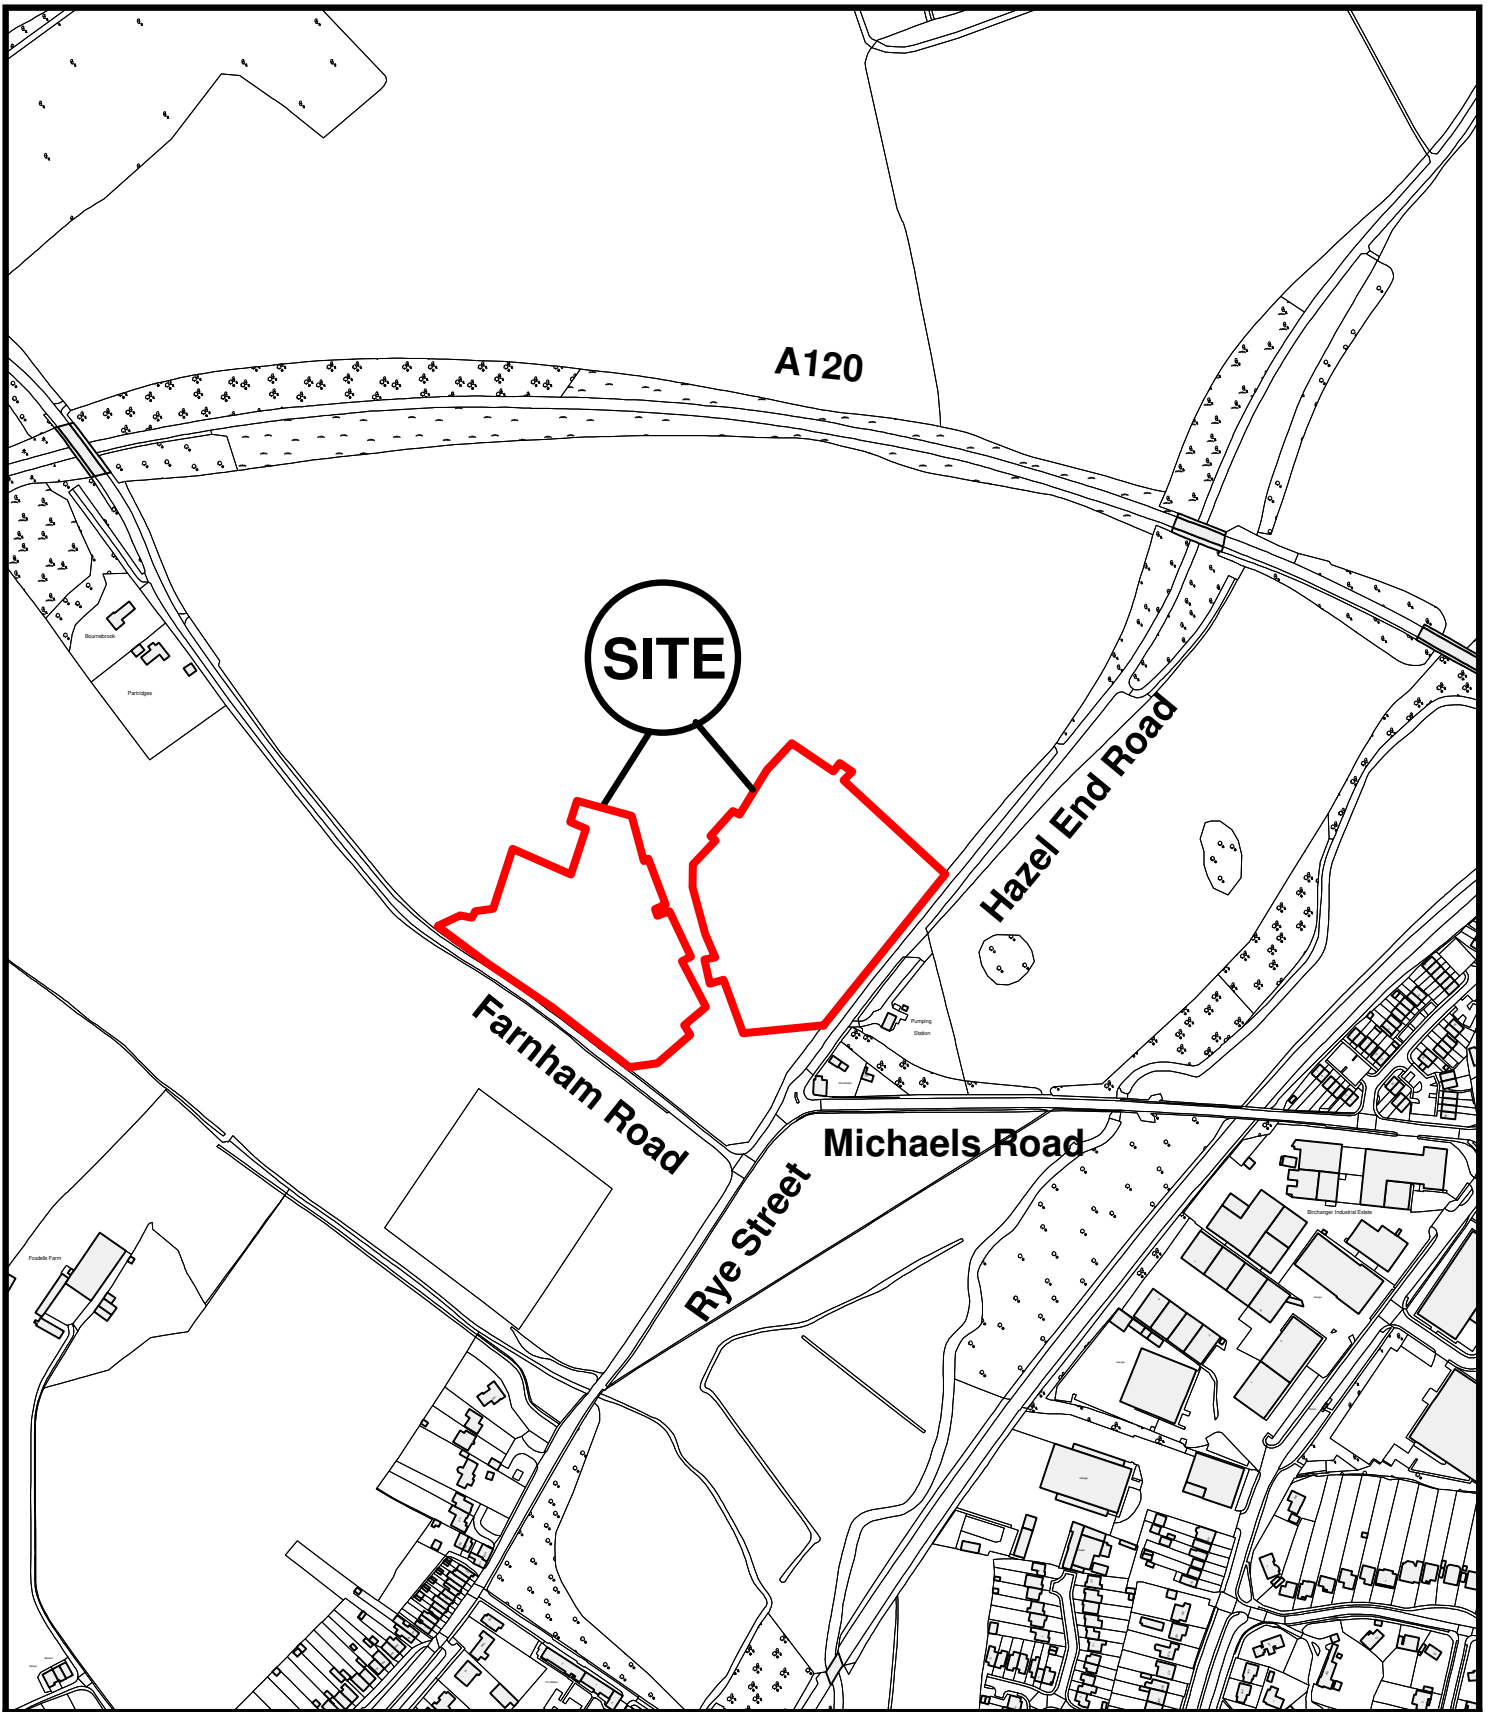 A120
Bournebrook
SITE
Partridges
Hazel End Road
Farnham Road
Pumping
Station
Michaels Road
Rye Street
Birchanger Industrial Estate
Foxdells Farm